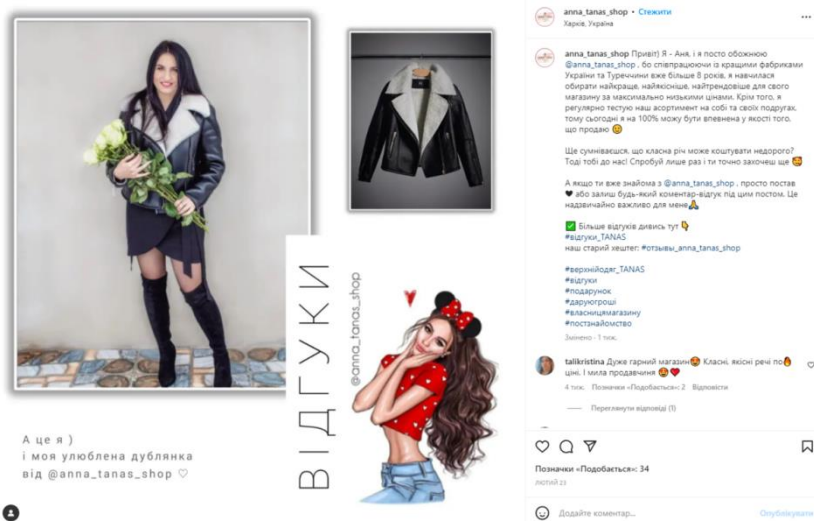 anna_tanas_shop • Стежити
Харків, Україна
anna_tanas_shop Привіт) Я - Аня, і я посто обожнюю
@anna_tanas_shop , бо співпрацюючи із кращими фабриками
України та Туреччини вже більше 8 років, я навчилася
обирати найкраще, найякісніше, найтрендовіше для свого
магазину за максимально низькими цінами. Крім того, я
регулярно тестую наш асортимент на собі та своїх подругах,
тому сьогодні я на 100% можу бути впевнена у якості того,
що продаю 🙂
Ще сумніваєшся, що класна річ може коштувати недорого?
Тоді тобі до нас! Спробуй лише раз і ти точно захочеш ще 🥰
А якщо ти вже знайома з @anna_tanas_shop , просто постав
♥ або залиш будь-який коментар-відгук під цим постом. Це
надзвичайно важливо для мене🙏
✅ Більше відгуків дивись тут 👇
#відгуки_TANAS
наш старий хештег: #отзывы_anna_tanas_shop
#верхнійодяг_TANAS
#відгуки
#подарунок
#даруюгроші
#власницямагазину
#постзнайомство
Змінено · 1 тиж.
talikristina Дуже гарний магазин😍 Класні, якісні речі по🔥
ціні. І мила продавчиня 😍❤
4 тиж. Позначки «Подобається»: 2 Відповісти
Переглянути відповіді (1)
Позначки «Подобається»: 34
ЛЮТИЙ 23
Додайте коментар...
Опублікувати
ВІДГУКИ
@anna_tanas_shop
А це я )
і моя улюблена дублянка
від @anna_tanas_shop ♡